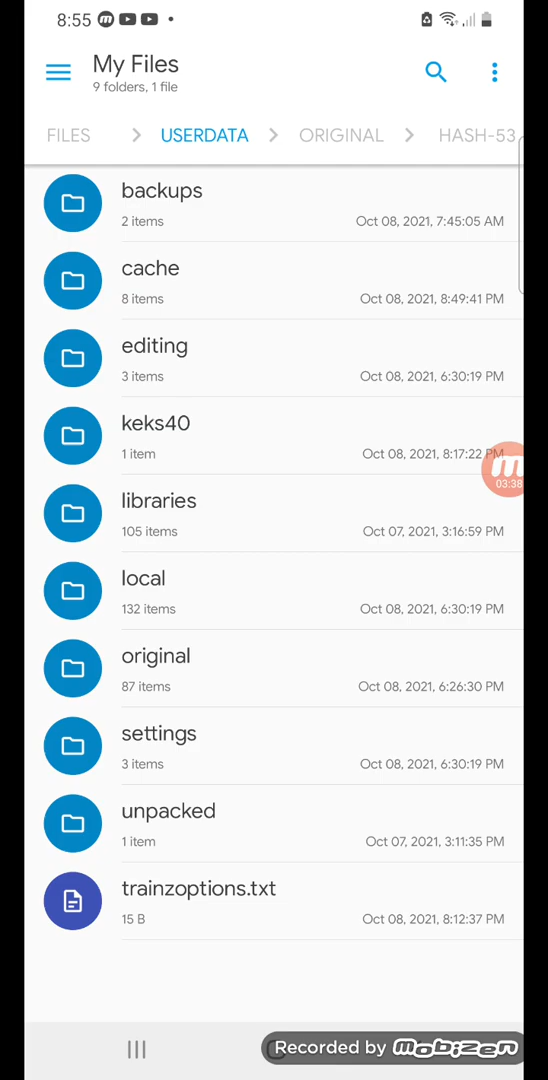 8:55
My Files
9 folders, 1 file
FILES > USERDATA > ORIGINAL > HASH-53
backups
2 items Oct 08, 2021, 7:45:05 AM
cache
8 items Oct 08, 2021, 8:49:41 PM
editing
3 items Oct 08, 2021, 6:30:19 PM
keks40
1 item Oct 08, 2021, 8:17:22 PM
03:38
libraries
105 items Oct 07, 2021, 3:16:59 PM
local
132 items Oct 08, 2021, 6:30:19 PM
original
87 items Oct 08, 2021, 6:26:30 PM
settings
3 items Oct 08, 2021, 6:30:19 PM
unpacked
1 item Oct 07, 2021, 3:11:35 PM
trainzoptions.txt
15 B Oct 08, 2021, 8:12:37 PM
Recorded by mobizen